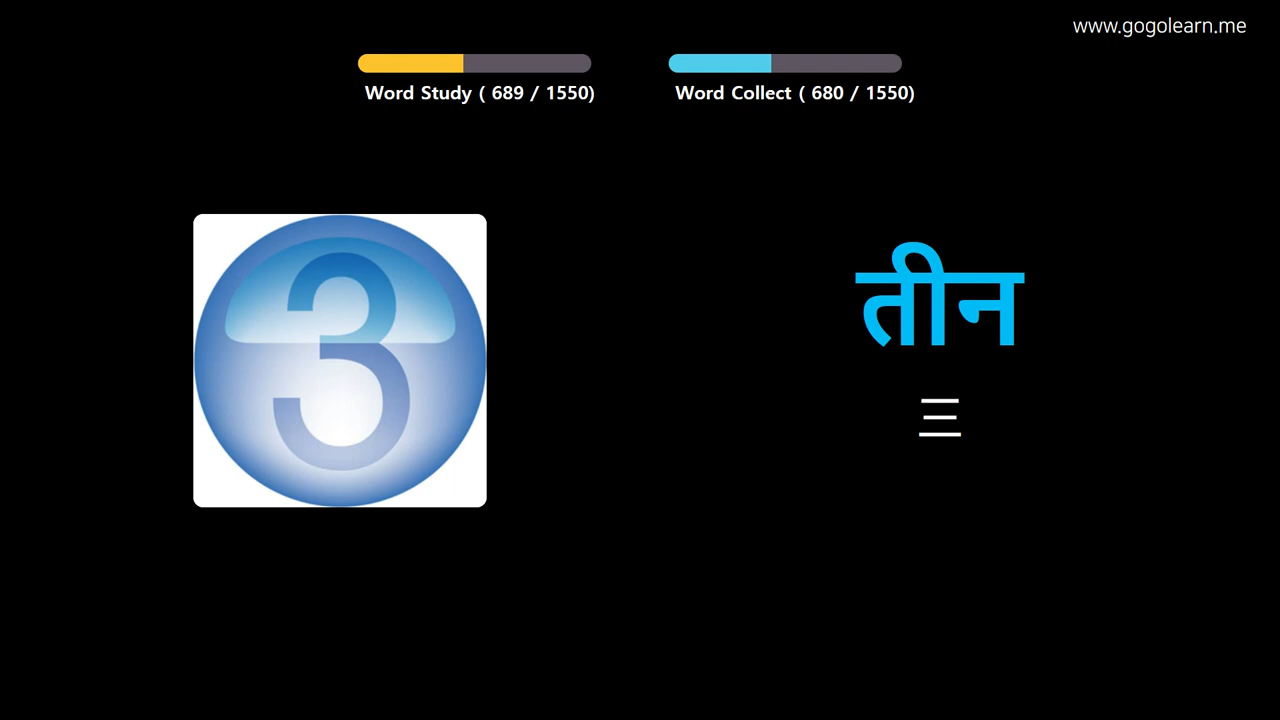 www.gogolearn.me
Word Study ( 689 / 1550)
Word Collect ( 680 / 1550)
3
तीन
三